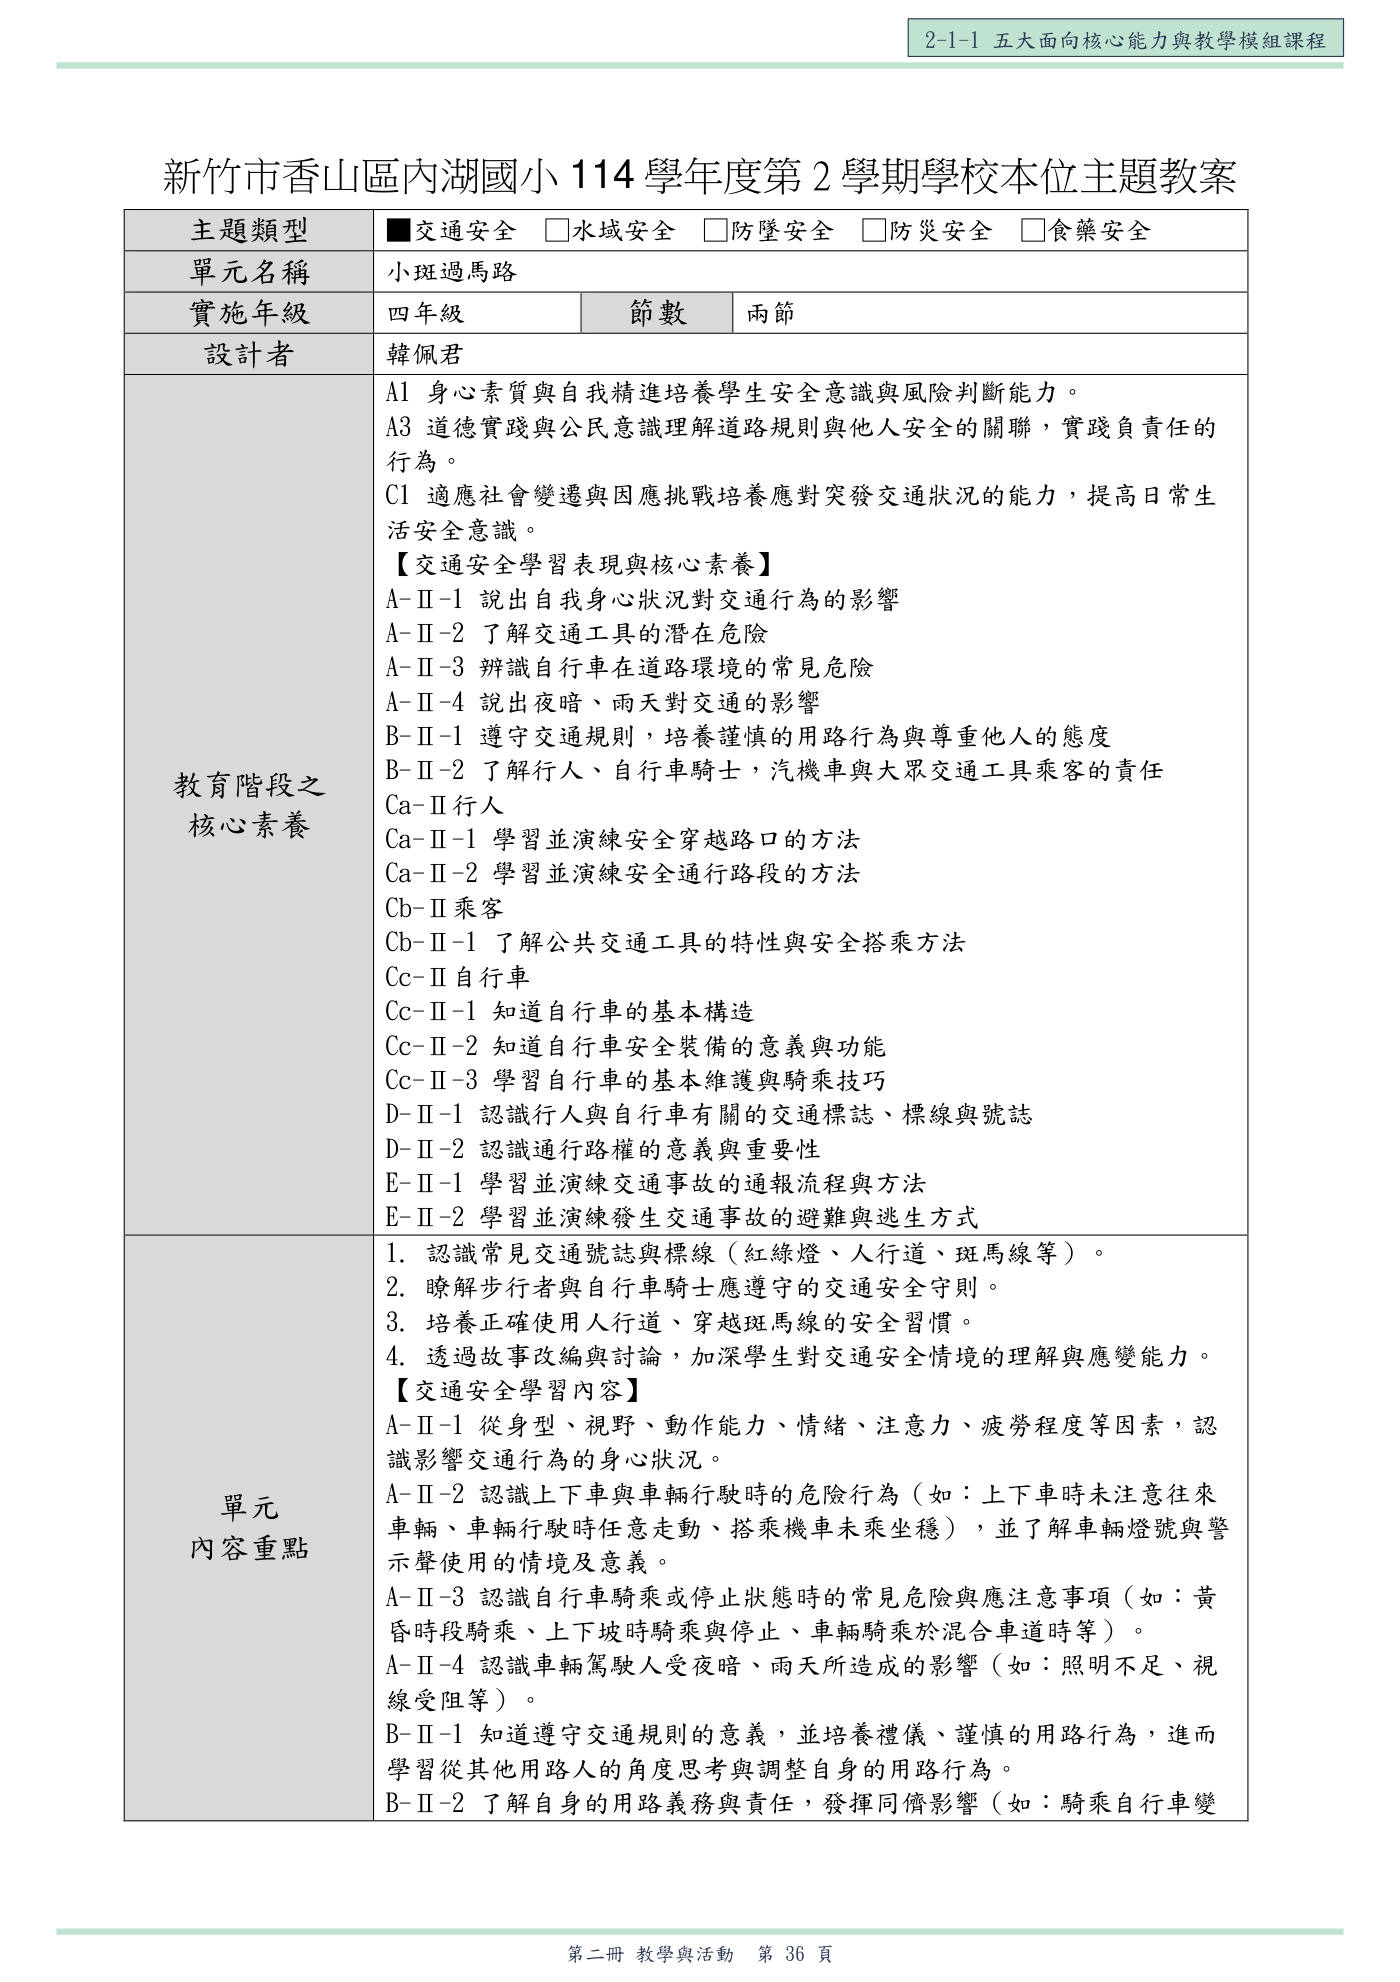 2-1-1 五大面向核心能力與教學模組課程
新竹市香山區內湖國小 114 學年度第 2 學期學校本位主題教案
主題類型 ■交通安全 □水域安全 □防墜安全 □防災安全 □食藥安全
單元名稱 小斑過馬路
實施年級 四年級 節數 兩節
設計者 韓佩君
教育階段之
核心素養
A1 身心素質與自我精進培養學生安全意識與風險判斷能力。
A3 道德實踐與公民意識理解道路規則與他人安全的關聯，實踐負責任的
行為。
C1 適應社會變遷與因應挑戰培養應對突發交通狀況的能力，提高日常生
活安全意識。
【交通安全學習表現與核心素養】
A-Ⅱ-1 說出自我身心狀況對交通行為的影響
A-Ⅱ-2 了解交通工具的潛在危險
A-Ⅱ-3 辨識自行車在道路環境的常見危險
A-Ⅱ-4 說出夜暗、雨天對交通的影響
B-Ⅱ-1 遵守交通規則，培養謹慎的用路行為與尊重他人的態度
B-Ⅱ-2 了解行人、自行車騎士，汽機車與大眾交通工具乘客的責任
Ca-Ⅱ行人
Ca-Ⅱ-1 學習並演練安全穿越路口的方法
Ca-Ⅱ-2 學習並演練安全通行路段的方法
Cb-Ⅱ乘客
Cb-Ⅱ-1 了解公共交通工具的特性與安全搭乘方法
Cc-Ⅱ自行車
Cc-Ⅱ-1 知道自行車的基本構造
Cc-Ⅱ-2 知道自行車安全裝備的意義與功能
Cc-Ⅱ-3 學習自行車的基本維護與騎乘技巧
D-Ⅱ-1 認識行人與自行車有關的交通標誌、標線與號誌
D-Ⅱ-2 認識通行路權的意義與重要性
E-Ⅱ-1 學習並演練交通事故的通報流程與方法
E-Ⅱ-2 學習並演練發生交通事故的避難與逃生方式
單元
內容重點
1. 認識常見交通號誌與標線（紅綠燈、人行道、斑馬線等）。
2. 瞭解步行者與自行車騎士應遵守的交通安全守則。
3. 培養正確使用人行道、穿越斑馬線的安全習慣。
4. 透過故事改編與討論，加深學生對交通安全情境的理解與應變能力。
【交通安全學習內容】
A-Ⅱ-1 從身型、視野、動作能力、情緒、注意力、疲勞程度等因素，認
識影響交通行為的身心狀況。
A-Ⅱ-2 認識上下車與車輛行駛時的危險行為（如：上下車時未注意往來
車輛、車輛行駛時任意走動、搭乘機車未乘坐穩），並了解車輛燈號與警
示聲使用的情境及意義。
A-Ⅱ-3 認識自行車騎乘或停止狀態時的常見危險與應注意事項（如：黃
昏時段騎乘、上下坡時騎乘與停止、車輛騎乘於混合車道時等）。
A-Ⅱ-4 認識車輛駕駛人受夜暗、雨天所造成的影響（如：照明不足、視
線受阻等）。
B-Ⅱ-1 知道遵守交通規則的意義，並培養禮儀、謹慎的用路行為，進而
學習從其他用路人的角度思考與調整自身的用路行為。
B-Ⅱ-2 了解自身的用路義務與責任，發揮同儕影響（如：騎乘自行車變
第二冊 教學與活動 第 36 頁